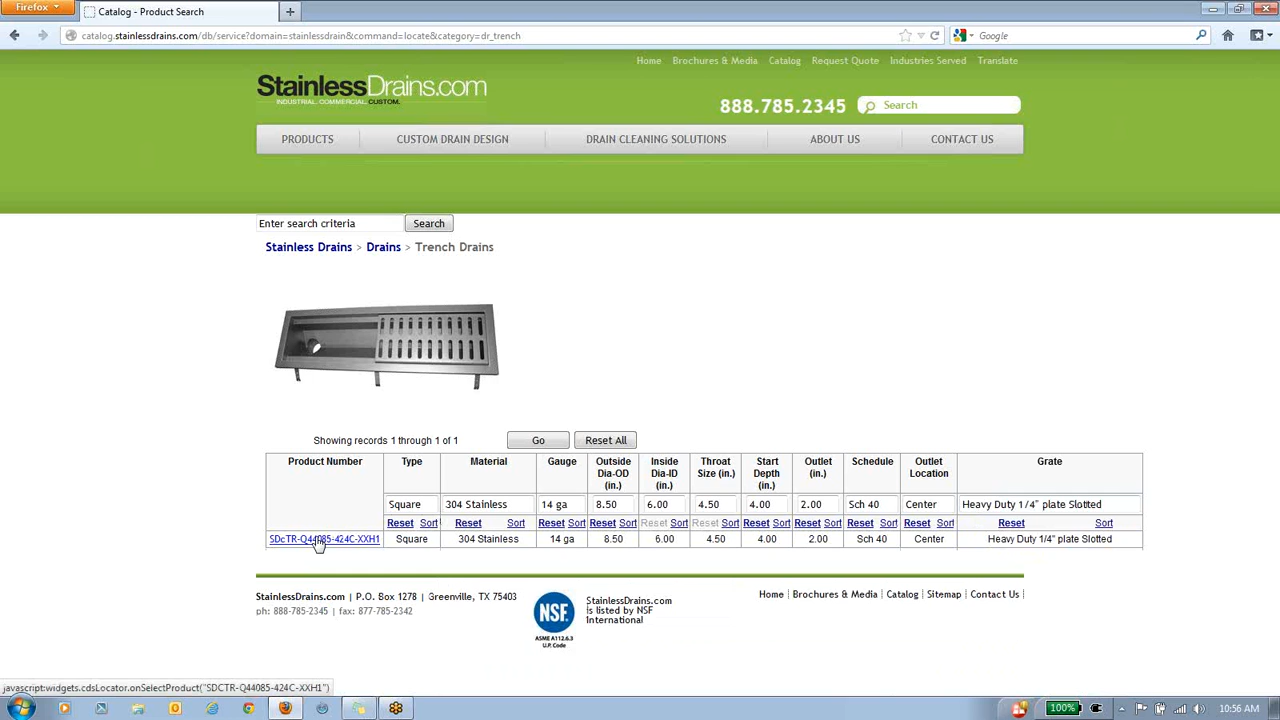 Firefox
Catalog - Product Search
catalog.stainlessdrains.com/db/service?domain=stainlessdrain&command=locate&category=dr_trench
Google
Home Brochures & Media Catalog Request Quote Industries Served Translate
StainlessDrains.com
INDUSTRIAL. COMMERCIAL. CUSTOM.
888.785.2345
Search
PRODUCTS CUSTOM DRAIN DESIGN DRAIN CLEANING SOLUTIONS ABOUT US CONTACT US
Enter search criteria Search
Stainless Drains > Drains > Trench Drains
Showing records 1 through 1 of 1 Go Reset All
Product Number Type Material Gauge Outside Dia-OD (in.) Inside Dia-ID (in.) Throat Size (in.) Start Depth (in.) Outlet (in.) Schedule Outlet Location Grate
Square 304 Stainless 14 ga 8.50 6.00 4.50 4.00 2.00 Sch 40 Center Heavy Duty 1/4" plate Slotted
Reset Sort Reset Sort Reset Sort Reset Sort Reset Sort Reset Sort Reset Sort Reset Sort Reset Sort Reset Sort Reset Sort
SDcTR-Q44085-424C-XXH1 Square 304 Stainless 14 ga 8.50 6.00 4.50 4.00 2.00 Sch 40 Center Heavy Duty 1/4" plate Slotted
StainlessDrains.com | P.O. Box 1278 | Greenville, TX 75403
ph: 888-785-2345 | fax: 877-785-2342
NSF
ASME A112.6.3
U.P. Code
StainlessDrains.com
is listed by NSF
International
Home | Brochures & Media | Catalog | Sitemap | Contact Us |
javascript:widgets.cdsLocator.onSelectProduct("SDCTR-Q44085-424C-XXH1")
100%
10:56 AM